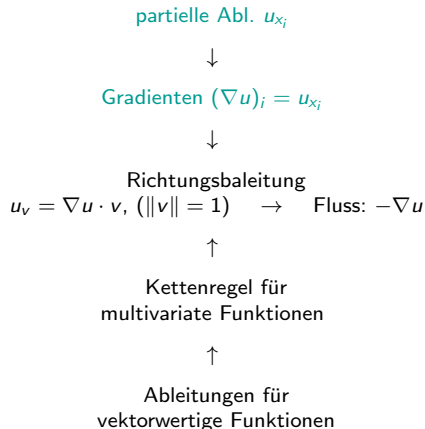 partielle Abl. u_{x_i}
↓
Gradienten (∇u)_i = u_{x_i}
↓
Richtungsbaleitung
u_v = ∇u · v, (‖v‖ = 1) → Fluss: −∇u
↑
Kettenregel für
multivariate Funktionen
↑
Ableitungen für
vektorwertige Funktionen